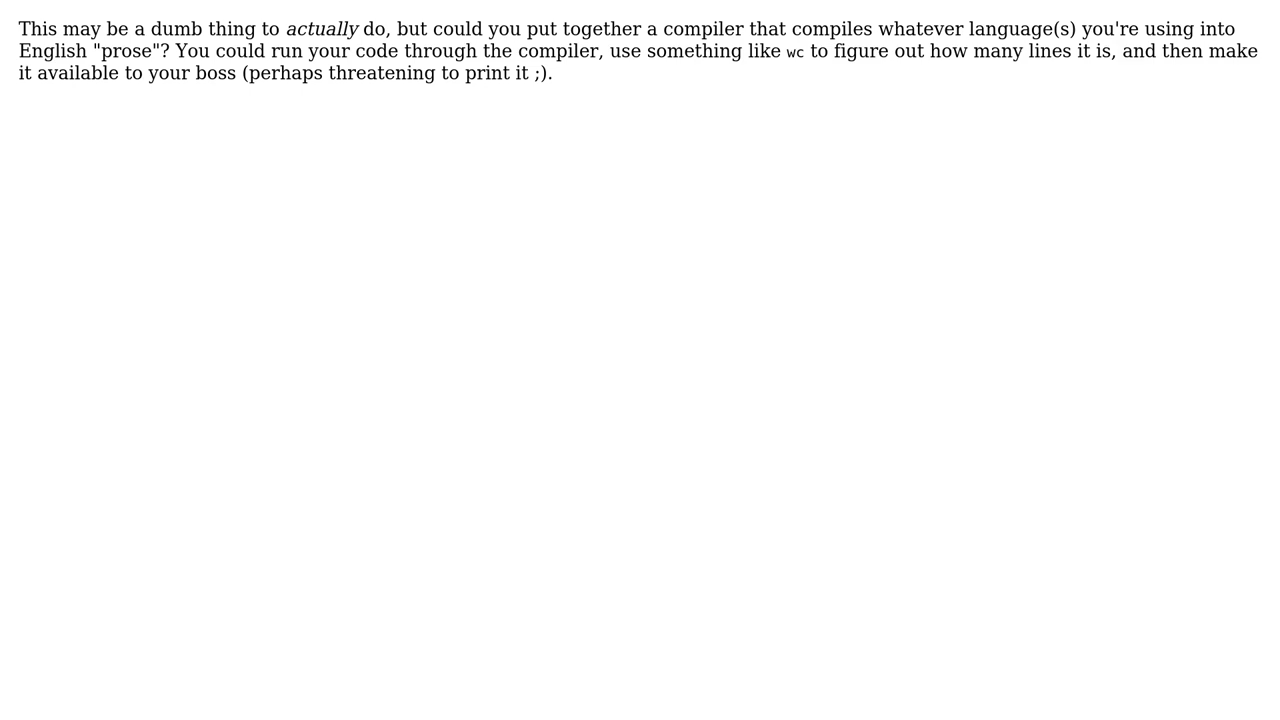 This may be a dumb thing to actually do, but could you put together a compiler that compiles whatever language(s) you're using into
English "prose"? You could run your code through the compiler, use something like wc to figure out how many lines it is, and then make
it available to your boss (perhaps threatening to print it ;).